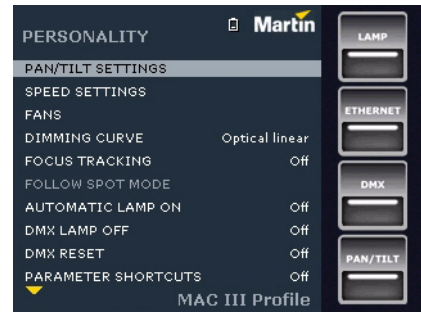 PERSONALITY
Martin
PAN/TILT SETTINGS
SPEED SETTINGS
FANS
DIMMING CURVE Optical linear
FOCUS TRACKING Off
FOLLOW SPOT MODE
AUTOMATIC LAMP ON Off
DMX LAMP OFF Off
DMX RESET Off
PARAMETER SHORTCUTS Off
MAC III Profile
LAMP
ETHERNET
DMX
PAN/TILT